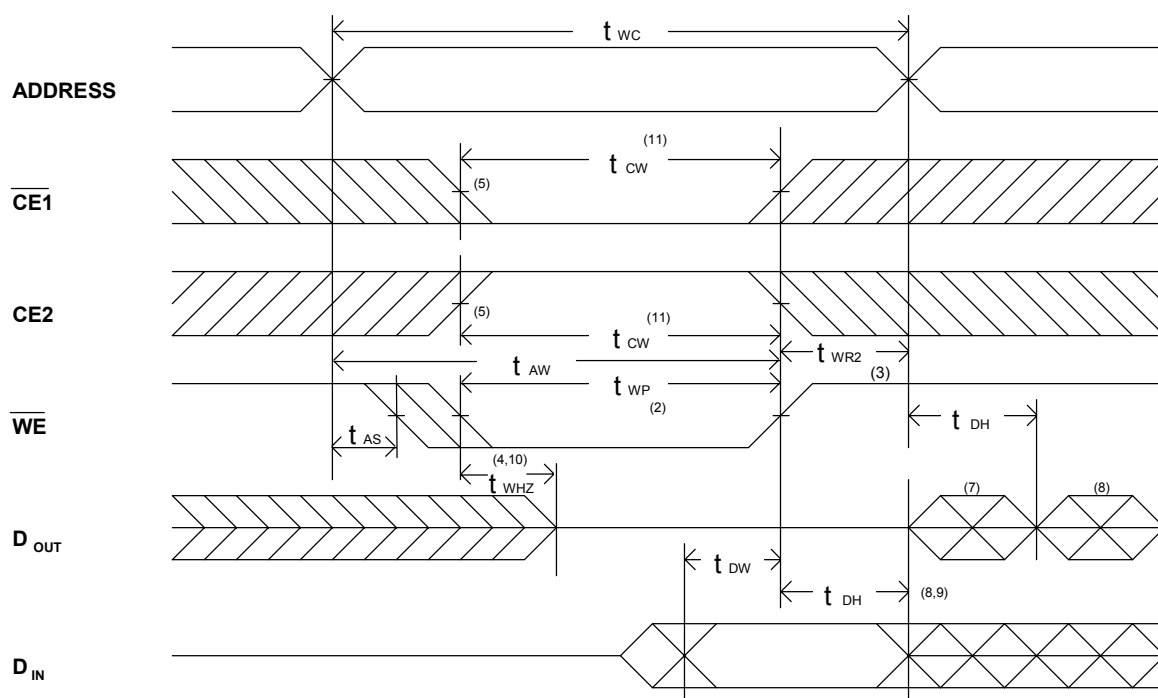 t WC
ADDRESS
(11)
t CW
CE1
(5)
CE2
(5)
(11)
t CW
t AW
t WR2
t WP
(3)
(2)
WE
t AS
t DH
(4,10)
t WHZ
(7)
(8)
D OUT
t DW
t DH
(8,9)
D IN